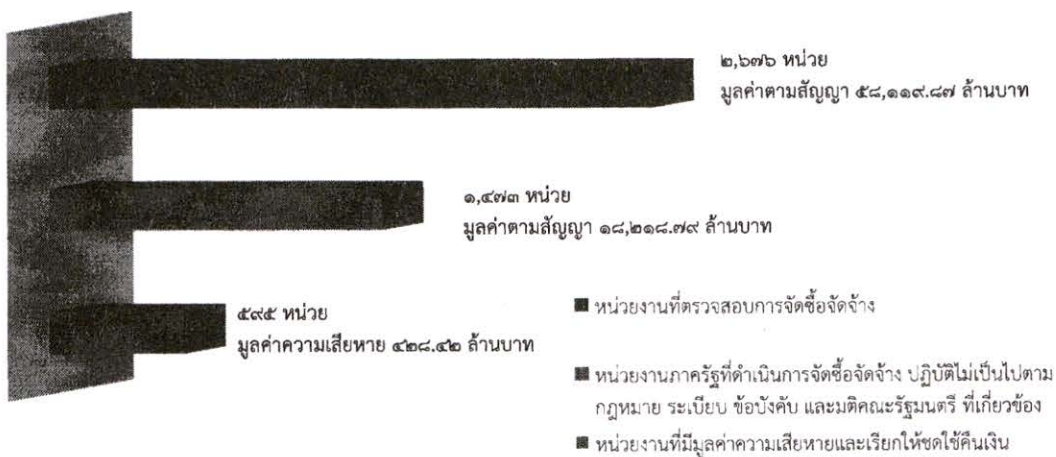 ๒,๖๗๖ หน่วย
มูลค่าตามสัญญา ๕๘,๑๑๙.๘๗ ล้านบาท
๑,๔๗๓ หน่วย
มูลค่าตามสัญญา ๑๘,๒๑๘.๗๙ ล้านบาท
๕๙๕ หน่วย
มูลค่าความเสียหาย ๔๒๘.๔๒ ล้านบาท
หน่วยงานที่ตรวจสอบการจัดซื้อจัดจ้าง
หน่วยงานภาครัฐที่ดำเนินการจัดซื้อจัดจ้าง ปฏิบัติไม่เป็นไปตาม
กฎหมาย ระเบียบ ข้อบังคับ และมติคณะรัฐมนตรี ที่เกี่ยวข้อง
หน่วยงานที่มีมูลค่าความเสียหายและเรียกให้ชดใช้คืนเงิน